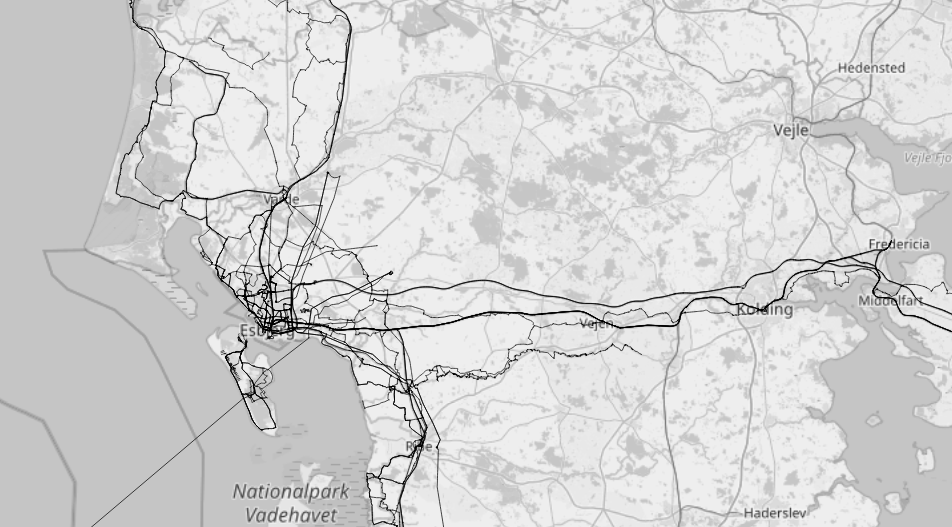 Hedensted
Vejle
Vejle Fjo
Varde
Fredericia
Middelfart
Kolding
Vejen
Esbjerg
Ribe
Nationalpark
Vadehavet
Haderslev